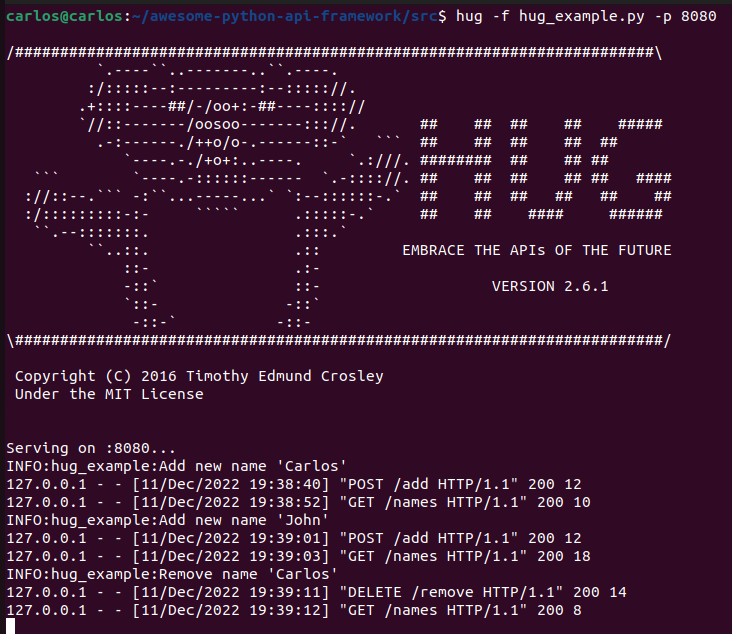 carlos@carlos:~/awesome-python-api-framework/src$ hug -f hug_example.py -p 8080
/#######################################################################\
          `.----``..-------..``.----.
         :/:::::--:---------:--::::://.
        .+::::----##/-/oo+:-##----:::://
        `//::-------/oosoo-------::://.       ##    ##  ##    ##    #####
          .-:------./++o/o-.------::-`   ```  ##    ##  ##    ##  ##
             `----.-./+o+:..----.     `.:///. ########  ##    ## ##
   ```        `----.-::::::------  `.-:::://. ##    ##  ##    ## ##   ####
  ://::--.``` -:``...-----...` `:--::::::-.`  ##    ##  ##   ##   ##    ##
  :/:::::::::-:-     `````      .:::::-.`     ##    ##    ####     ######
   ``.--:::::::.                .:::.`
         ``..::.                .::         EMBRACE THE APIs OF THE FUTURE
             ::-                .:-
             -::`               ::-                   VERSION 2.6.1
             `::-              -::`
              -::-`           -::-
\########################################################################/
Copyright (C) 2016 Timothy Edmund Crosley
Under the MIT License
Serving on :8080...
INFO:hug_example:Add new name 'Carlos'
127.0.0.1 - - [11/Dec/2022 19:38:40] "POST /add HTTP/1.1" 200 12
127.0.0.1 - - [11/Dec/2022 19:38:52] "GET /names HTTP/1.1" 200 10
INFO:hug_example:Add new name 'John'
127.0.0.1 - - [11/Dec/2022 19:39:01] "POST /add HTTP/1.1" 200 12
127.0.0.1 - - [11/Dec/2022 19:39:03] "GET /names HTTP/1.1" 200 18
INFO:hug_example:Remove name 'Carlos'
127.0.0.1 - - [11/Dec/2022 19:39:11] "DELETE /remove HTTP/1.1" 200 14
127.0.0.1 - - [11/Dec/2022 19:39:12] "GET /names HTTP/1.1" 200 8